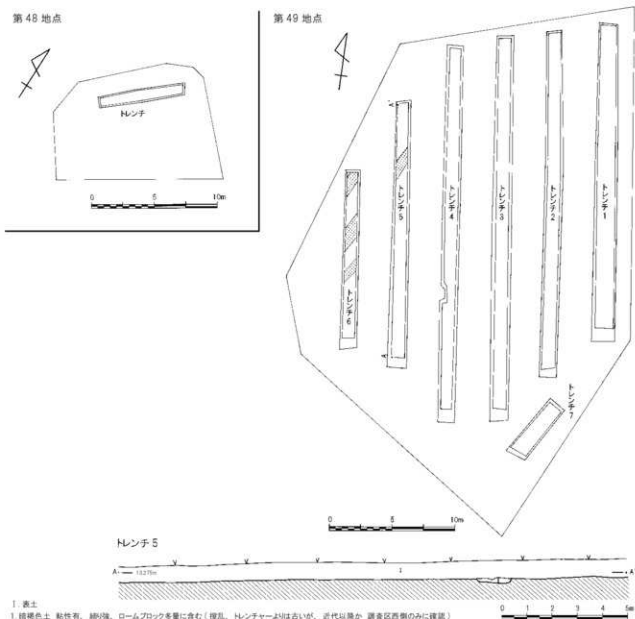 第48地点
トレンチ
0 5 10m
第49地点
A
トレンチ6
トレンチ5
トレンチ4
トレンチ3
トレンチ2
トレンチ1
A'
トレンチ7
0 5 10m
トレンチ5
A 13.275m I A'
I. 表土
1. 暗褐色土 粘性有、締り強、ロームブロック多量に含む(撹乱、トレンチャーよりは古いが、近代以降か 調査区西側のみに確認)
0 1 2 3 4 5m